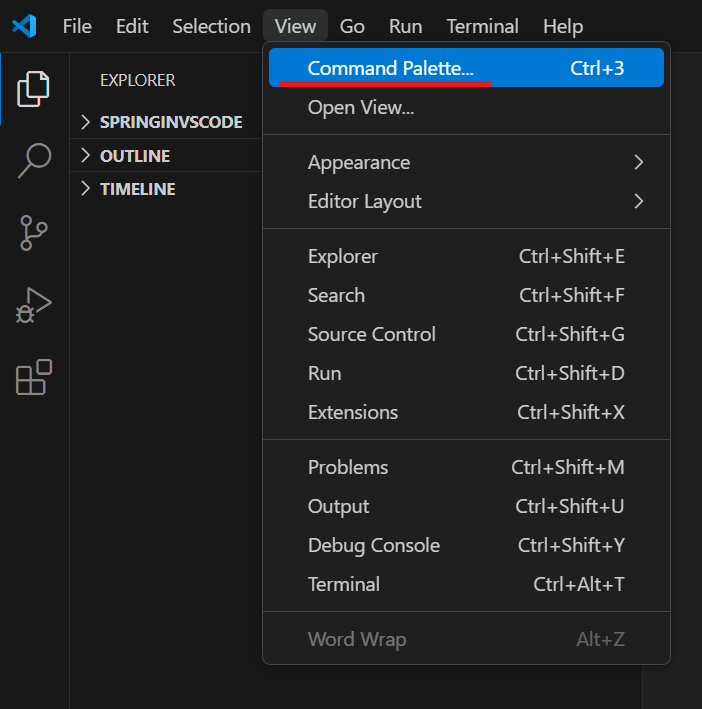 File Edit Selection View Go Run Terminal Help
EXPLORER
SPRINGINVSCODE
OUTLINE
TIMELINE
Command Palette... Ctrl+3
Open View...
Appearance
Editor Layout
Explorer Ctrl+Shift+E
Search Ctrl+Shift+F
Source Control Ctrl+Shift+G
Run Ctrl+Shift+D
Extensions Ctrl+Shift+X
Problems Ctrl+Shift+M
Output Ctrl+Shift+U
Debug Console Ctrl+Shift+Y
Terminal Ctrl+Alt+T
Word Wrap Alt+Z